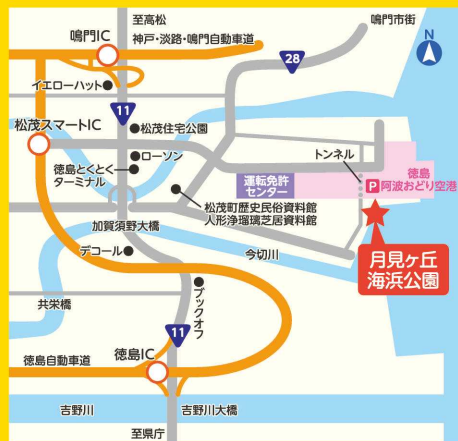 至高松
鳴門IC
神戸・淡路・鳴門自動車道
鳴門市街
N
28
イエローハット
11
松茂住宅公園
松茂スマートIC
ローソン
徳島とくとく
ターミナル
トンネル
運転免許
センター
P
徳島
阿波おどり空港
松茂町歴史民俗資料館
人形浄瑠璃芝居資料館
加賀須野大橋
月見ヶ丘
海浜公園
デコール
今切川
共栄橋
ブックオフ
11
徳島IC
徳島自動車道
吉野川
吉野川大橋
至県庁